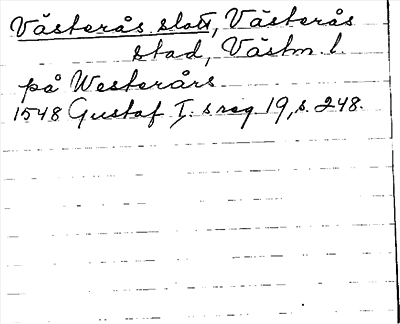 Västerås slott, Västerås
stad, Västm. l.
på Westerårs
1548 Gustaf I:s reg 19, s. 248.